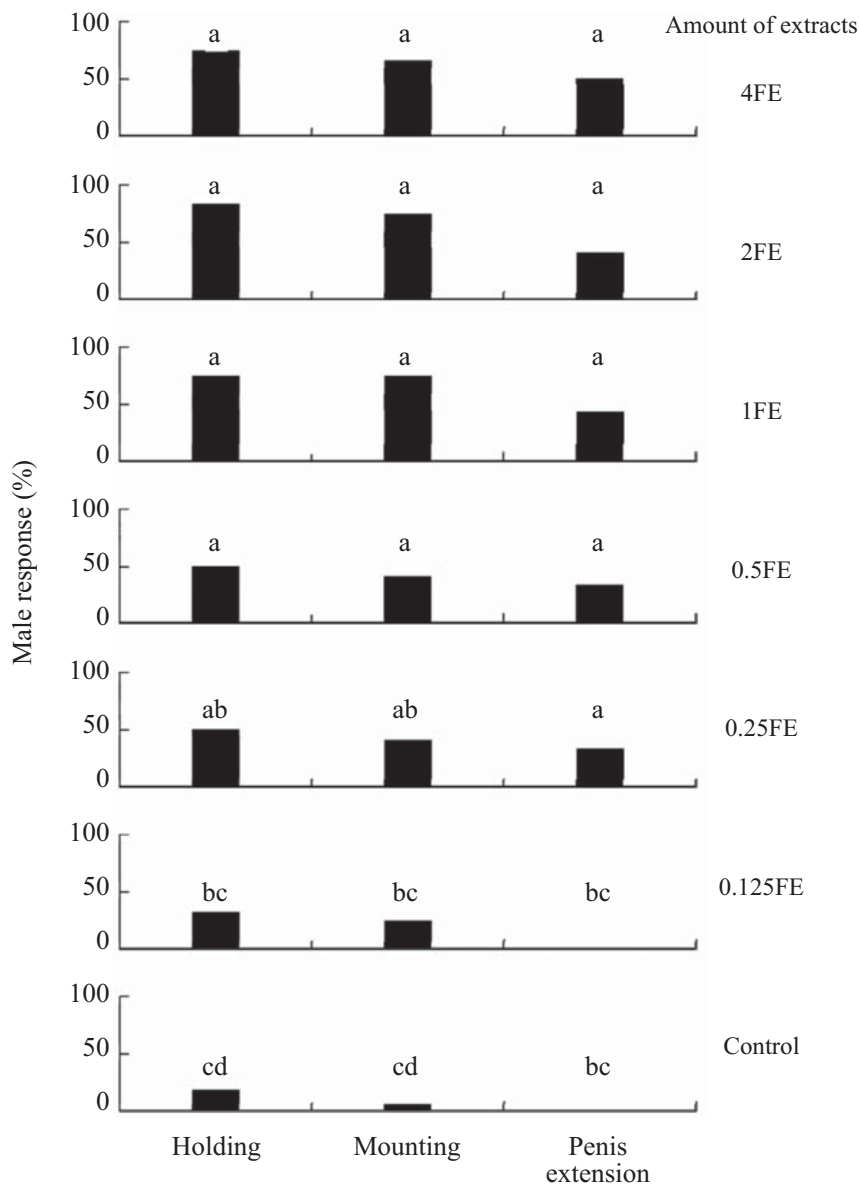 Amount of extracts
100
a
a
a
50
4FE
0
100
a
a
a
50
2FE
0
100
a
a
a
50
1FE
0
100
a
a
a
50
0.5FE
0
100
ab
ab
a
50
0.25FE
0
100
bc
bc
bc
50
0.125FE
0
100
cd
cd
bc
50
Control
0
Male response (%)
Holding
Mounting
Penis
extension